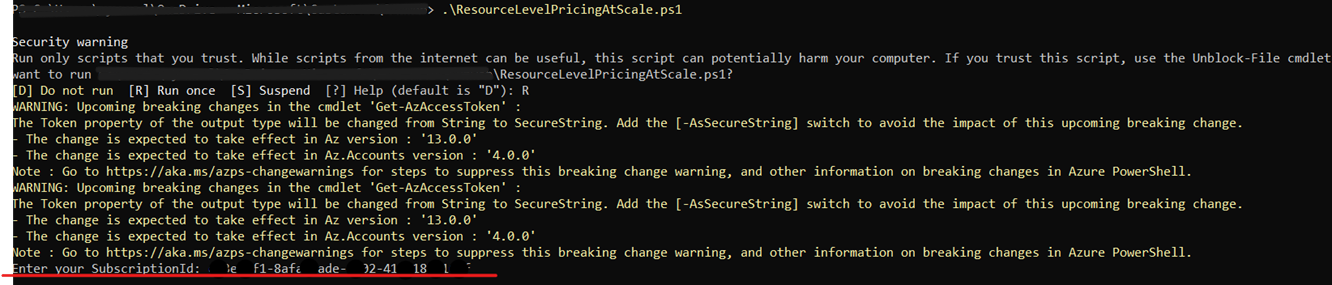 > .\ResourceLevelPricingAtScale.ps1
Security warning
Run only scripts that you trust. While scripts from the internet can be useful, this script can potentially harm your computer. If you trust this script, use the Unblock-File cmdlet
want to run \ResourceLevelPricingAtScale.ps1?
[D] Do not run  [R] Run once  [S] Suspend  [?] Help (default is "D"): R
WARNING: Upcoming breaking changes in the cmdlet 'Get-AzAccessToken' :
The Token property of the output type will be changed from String to SecureString. Add the [-AsSecureString] switch to avoid the impact of this upcoming breaking change.
- The change is expected to take effect in Az version : '13.0.0'
- The change is expected to take effect in Az.Accounts version : '4.0.0'
Note : Go to https://aka.ms/azps-changewarnings for steps to suppress this breaking change warning, and other information on breaking changes in Azure PowerShell.
WARNING: Upcoming breaking changes in the cmdlet 'Get-AzAccessToken' :
The Token property of the output type will be changed from String to SecureString. Add the [-AsSecureString] switch to avoid the impact of this upcoming breaking change.
- The change is expected to take effect in Az version : '13.0.0'
- The change is expected to take effect in Az.Accounts version : '4.0.0'
Note : Go to https://aka.ms/azps-changewarnings for steps to suppress this breaking change warning, and other information on breaking changes in Azure PowerShell.
Enter your SubscriptionId: